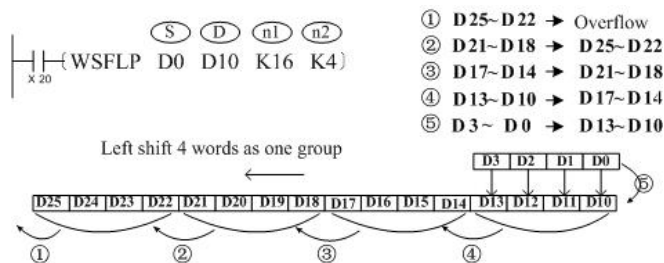 S D n1 n2
WSFLP D0 D10 K16 K4
X 20
① D25~D22 → Overflow
② D21~D18 → D25~D22
③ D17~D14 → D21~D18
④ D13~D10 → D17~D14
⑤ D3~ D0 → D13~D10
Left shift 4 words as one group
D3 D2 D1 D0
⑤
D25 D24 D23 D22 D21 D20 D19 D18 D17 D16 D15 D14 D13 D12 D11 D10
① ② ③ ④